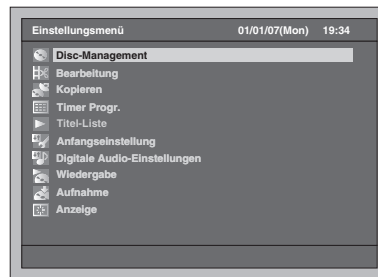 Einstellungsmenü 01/01/07(Mon) 19:34
Disc-Management
Bearbeitung
Kopieren
Timer Progr.
Titel-Liste
Anfangseinstellung
Digitale Audio-Einstellungen
Wiedergabe
Aufnahme
Anzeige